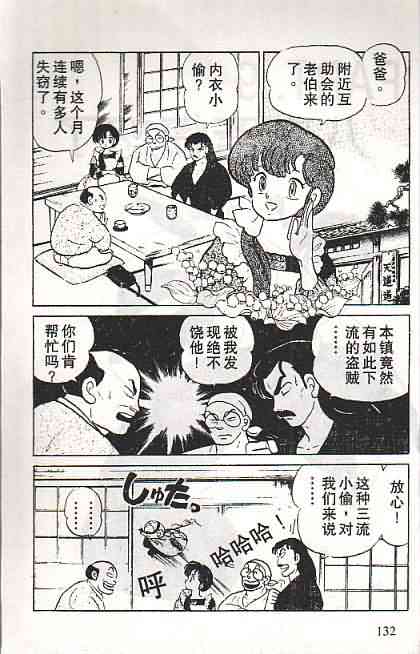 爸爸。
附近互
助会的
老伯来
了。
内衣小
偷？
嗯，这个月
连续有多人
失窃了。
天道道
本镇竟然
有如此下
流的盗贼
……
被我发
现绝不
饶他！
你们肯
帮忙吗？
放心！
这种三流
小偷，对
我们来说
……
哈哈哈！
しゅたっ
呼
……
132